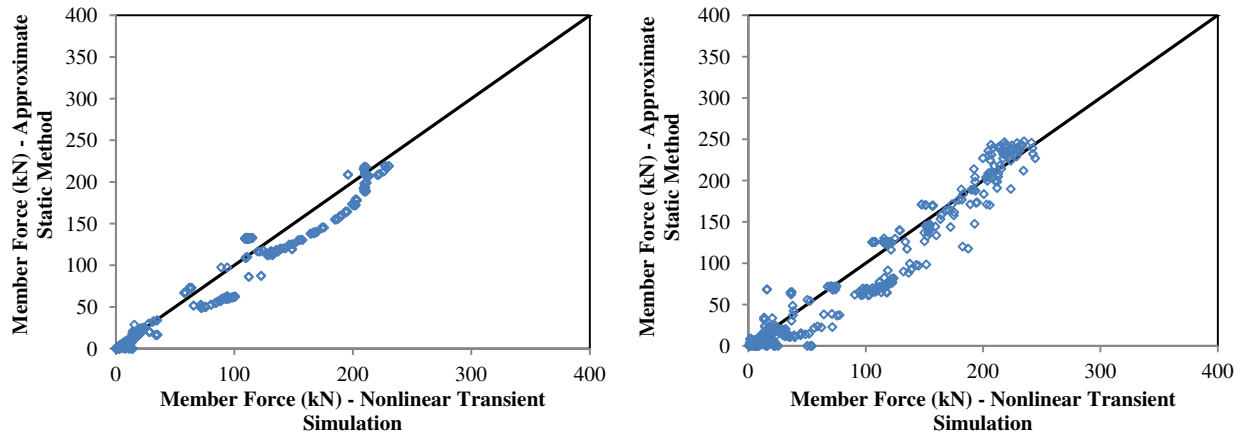 Member Force (kN) - Approximate
Static Method
400
350
300
250
200
150
100
50
0
0 100 200 300 400
Member Force (kN) - Nonlinear Transient
Simulation
Member Force (kN) - Approximate
Static Method
400
350
300
250
200
150
100
50
0
0 100 200 300 400
Member Force (kN) - Nonlinear Transient
Simulation